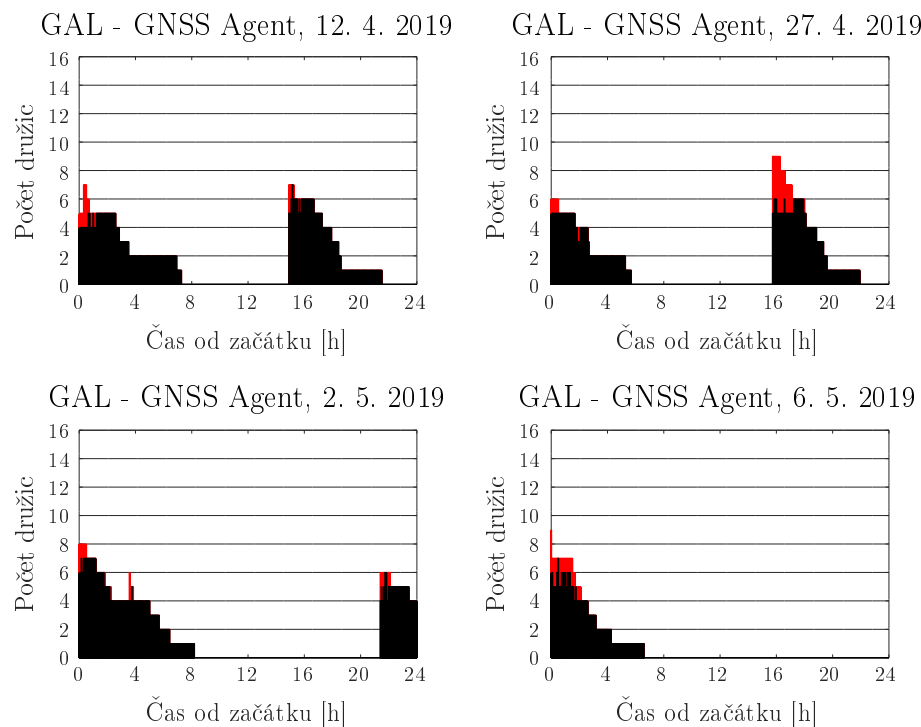 GAL - GNSS Agent, 12. 4. 2019
16
14
12
10
8
6
4
2
0
Počet družic
0 4 8 12 16 20 24
Čas od začátku [h]
GAL - GNSS Agent, 27. 4. 2019
16
14
12
10
8
6
4
2
0
Počet družic
0 4 8 12 16 20 24
Čas od začátku [h]
GAL - GNSS Agent, 2. 5. 2019
16
14
12
10
8
6
4
2
0
Počet družic
0 4 8 12 16 20 24
Čas od začátku [h]
GAL - GNSS Agent, 6. 5. 2019
16
14
12
10
8
6
4
2
0
Počet družic
0 4 8 12 16 20 24
Čas od začátku [h]